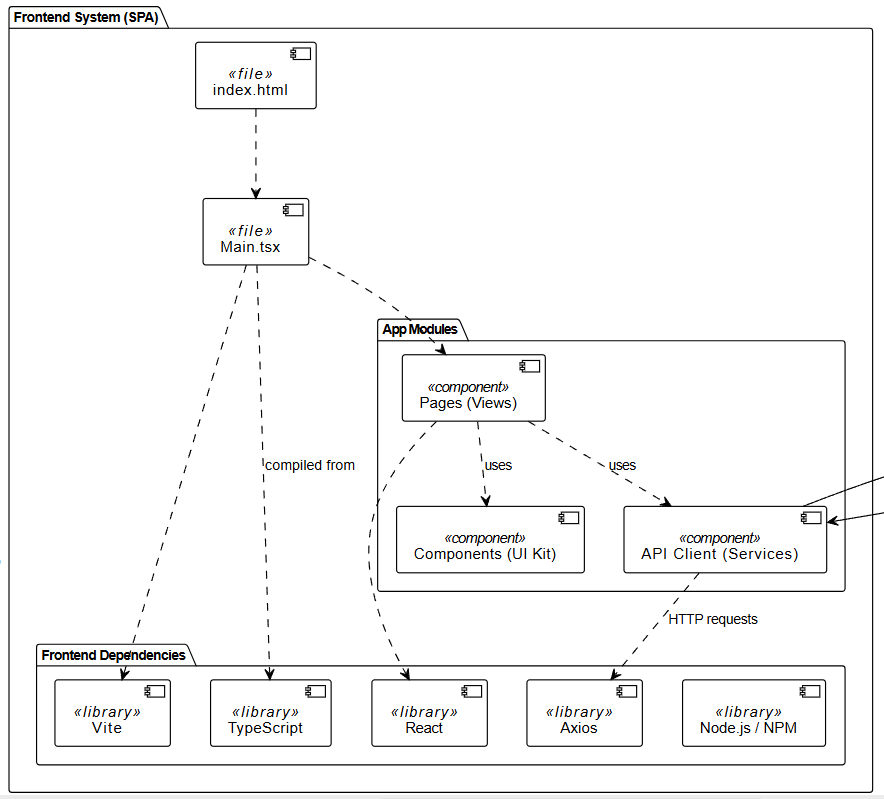 Frontend System (SPA)
«file»
index.html
«file»
Main.tsx
App Modules
«component»
Pages (Views)
compiled from
uses
uses
«component»
Components (UI Kit)
«component»
API Client (Services)
HTTP requests
Frontend Dependencies
«library»
Vite
«library»
TypeScript
«library»
React
«library»
Axios
«library»
Node.js / NPM